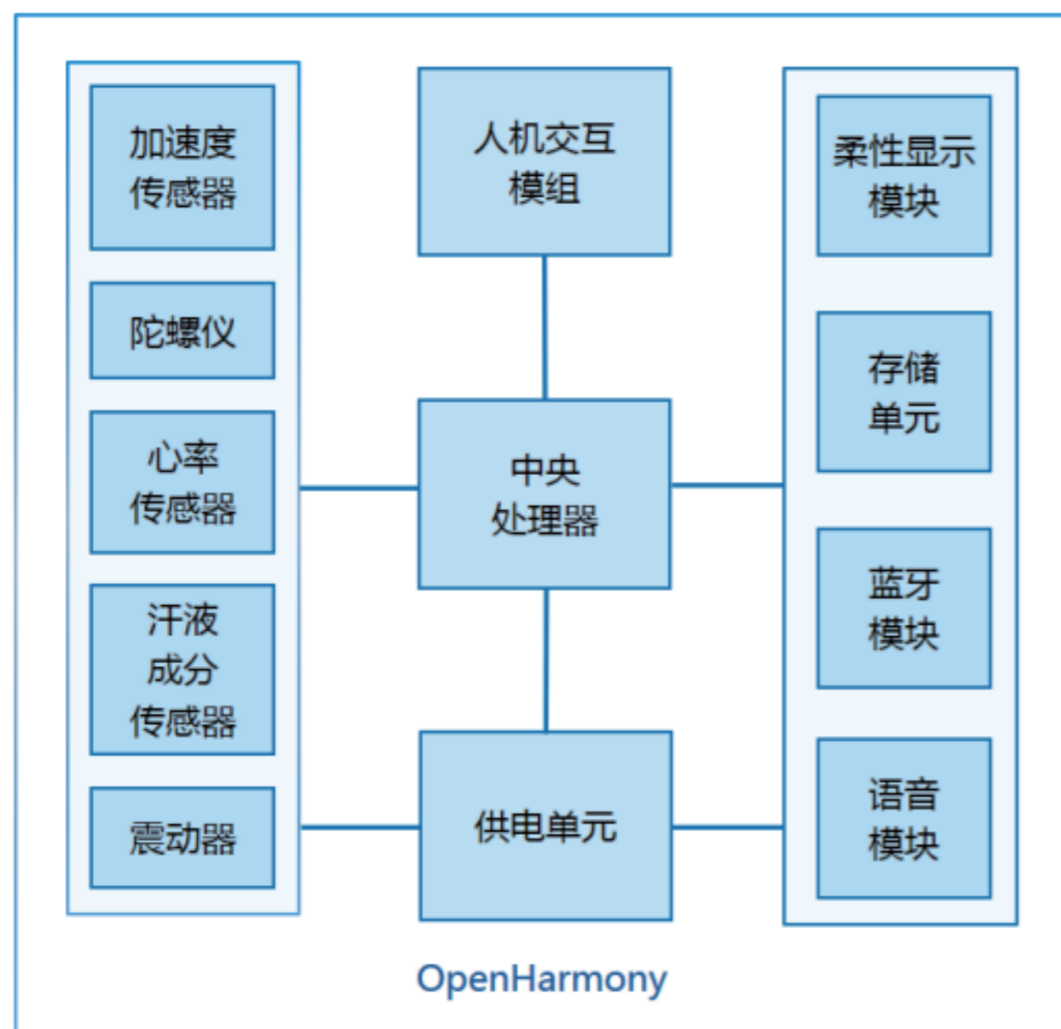 加速度
传感器
陀螺仪
心率
传感器
汗液
成分
传感器
震动器
人机交互
模组
中央
处理器
供电单元
柔性显示
模块
存储
单元
蓝牙
模块
语音
模块
OpenHarmony